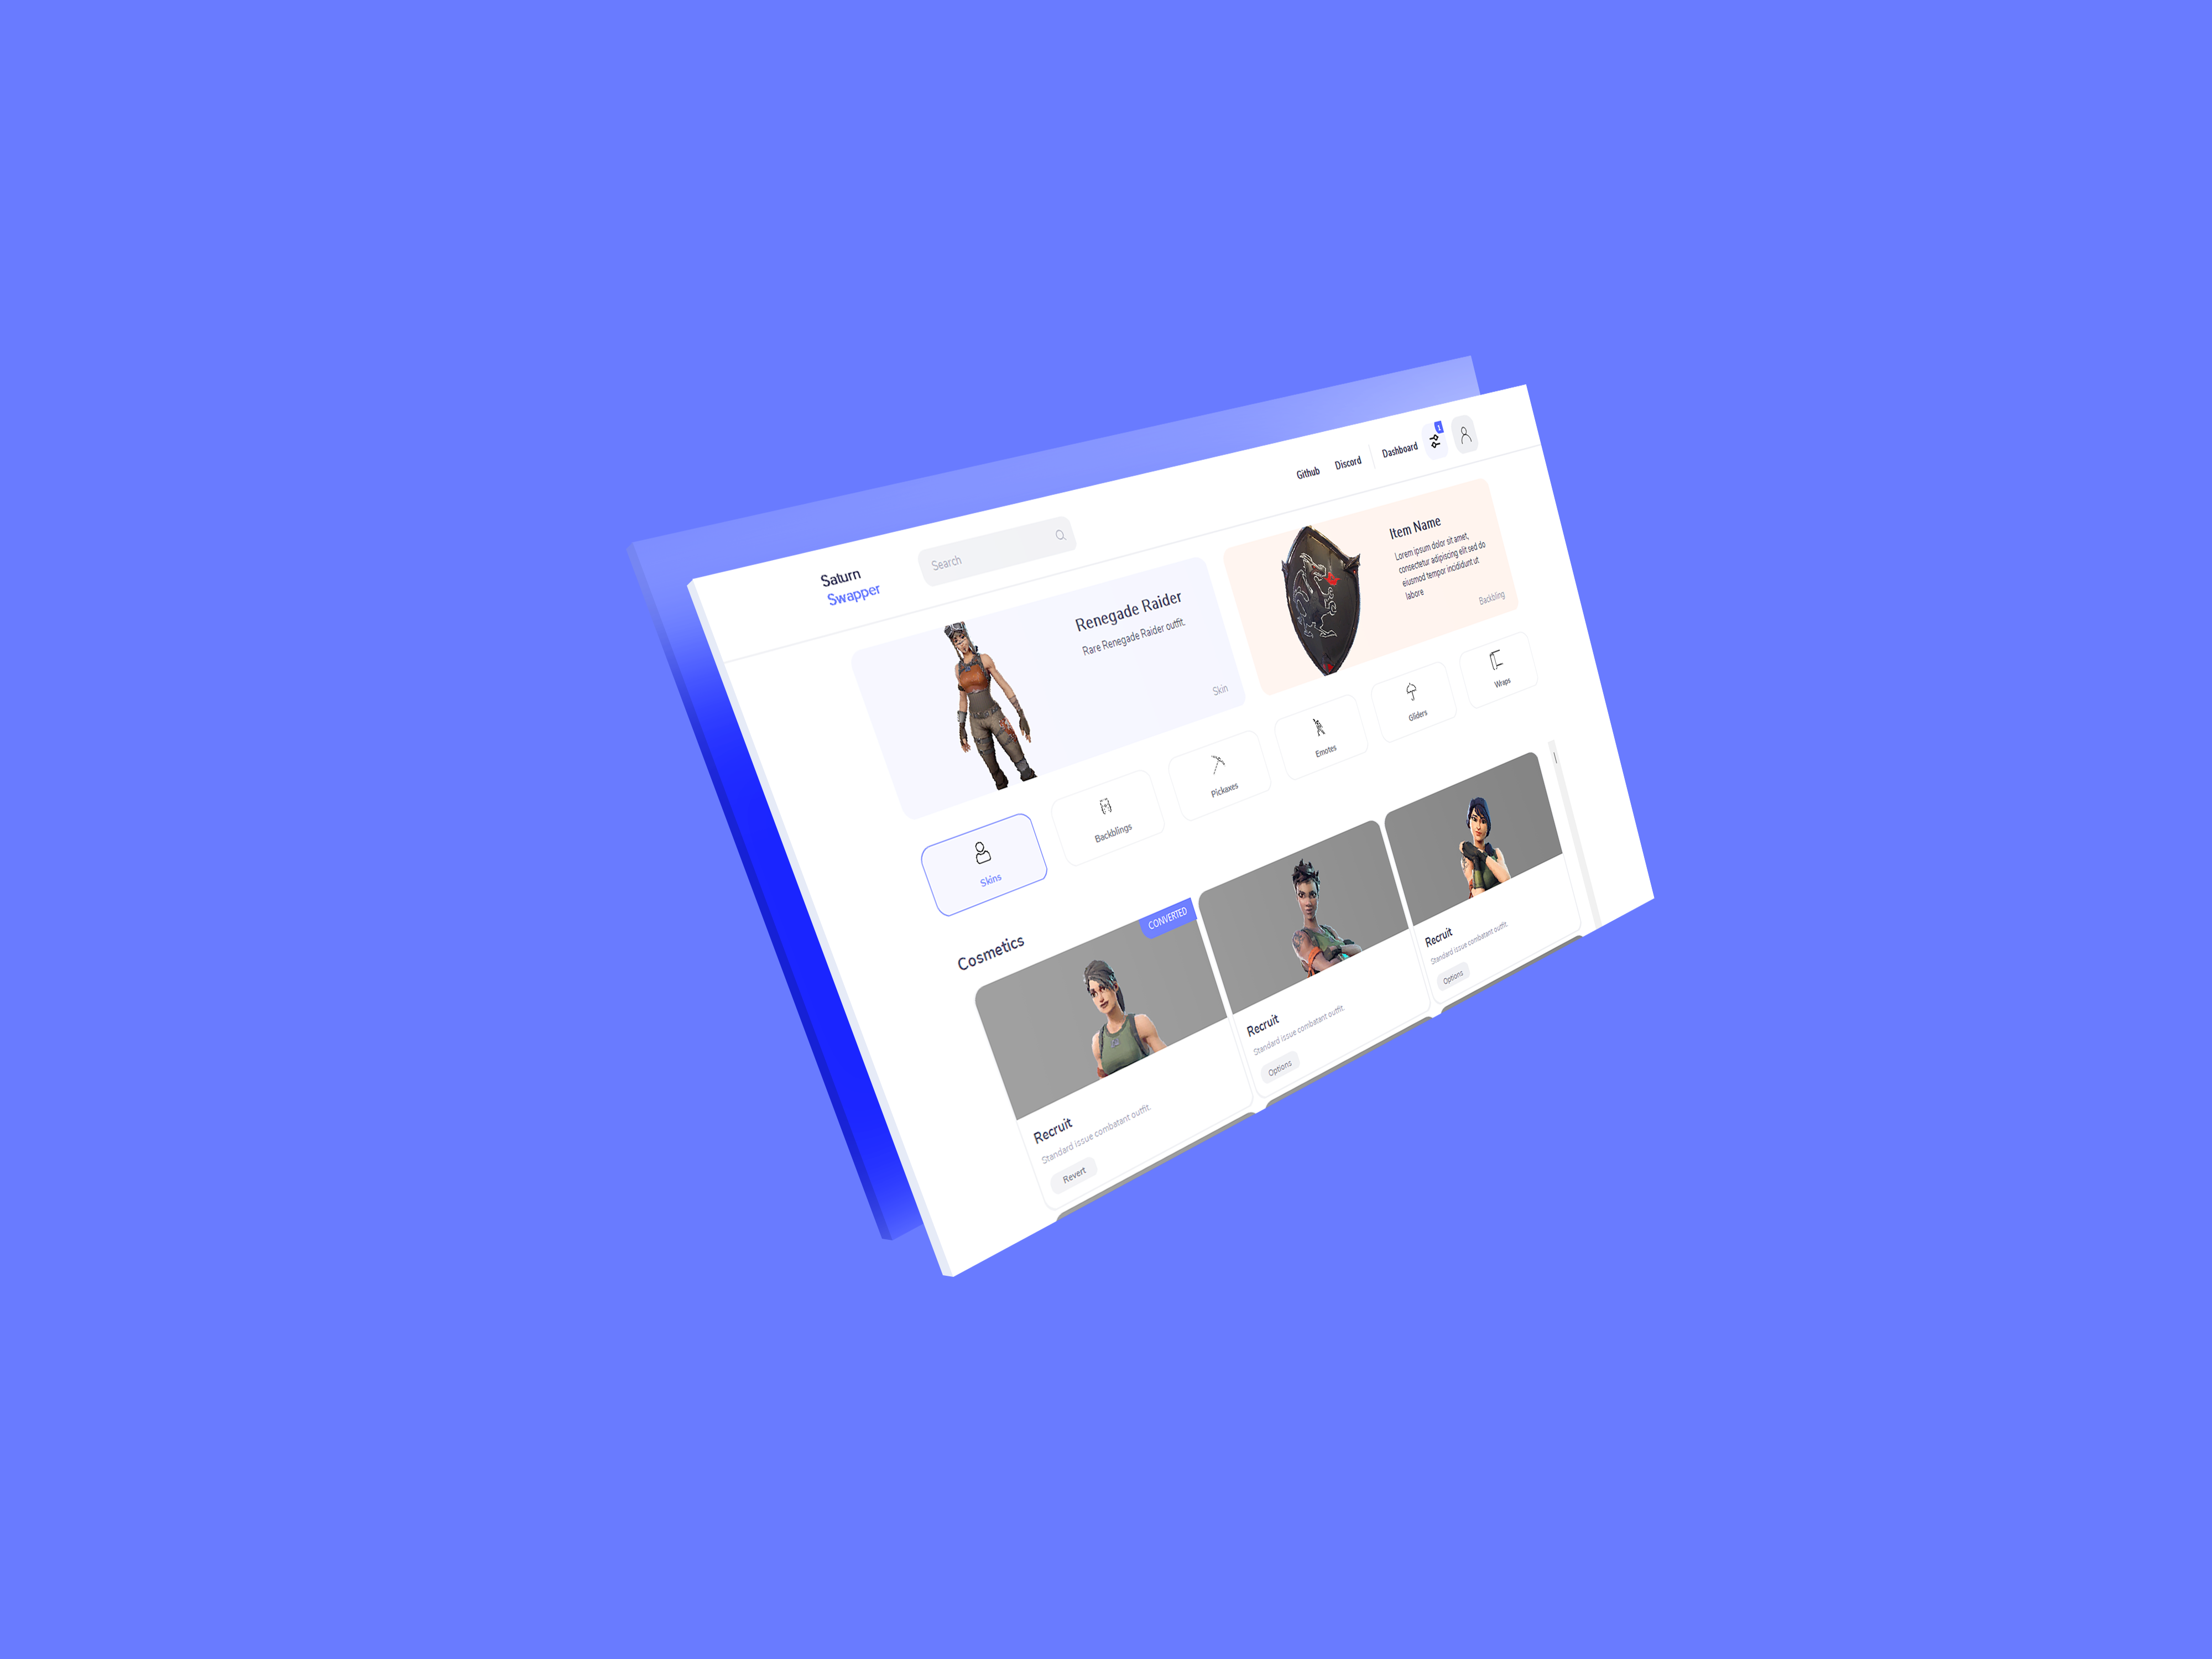 Saturn
Swapper
Search
Github
Discord
Dashboard
1
Renegade Raider
Rare Renegade Raider outfit.
Skin
Item Name
Lorem ipsum dolor sit amet,
consectetur adipiscing elit sed do
eiusmod tempor incididunt ut
labore
Backbling
Skins
Backblings
Pickaxes
Emotes
Gliders
Wraps
Cosmetics
CONVERTED
Recruit
Standard issue combatant outfit.
Revert
Recruit
Standard issue combatant outfit.
Options
Recruit
Standard issue combatant outfit.
Options